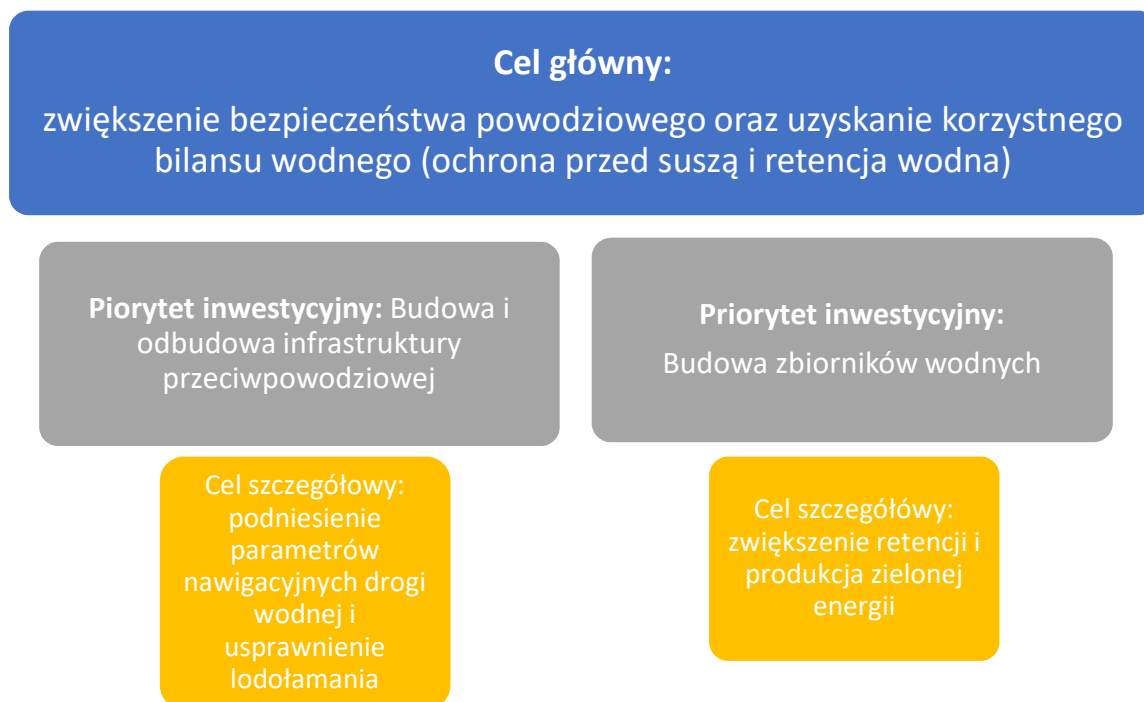 Cel główny:
zwiększenie bezpieczeństwa powodziowego oraz uzyskanie korzystnego
bilansu wodnego (ochrona przed suszą i retencja wodna)
Piorytet inwestycyjny: Budowa i
odbudowa infrastruktury
przeciwpowodziowej
Priorytet inwestycyjny:
Budowa zbiorników wodnych
Cel szczegółowy:
podniesienie
parametrów
nawigacyjnych drogi
wodnej i
usprawnienie
lodołamania
Cel szczegółówy:
zwiększenie retencji i
produkcja zielonej
energii